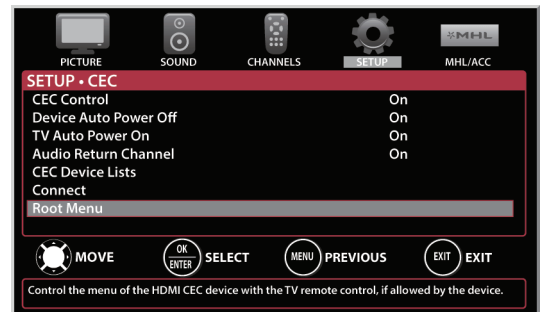 MHL
PICTURE SOUND CHANNELS SETUP MHL/ACC
SETUP • CEC
CEC Control On
Device Auto Power Off On
TV Auto Power On On
Audio Return Channel On
CEC Device Lists
Connect
Root Menu
MOVE OK ENTER SELECT MENU PREVIOUS EXIT EXIT
Control the menu of the HDMI CEC device with the TV remote control, if allowed by the device.